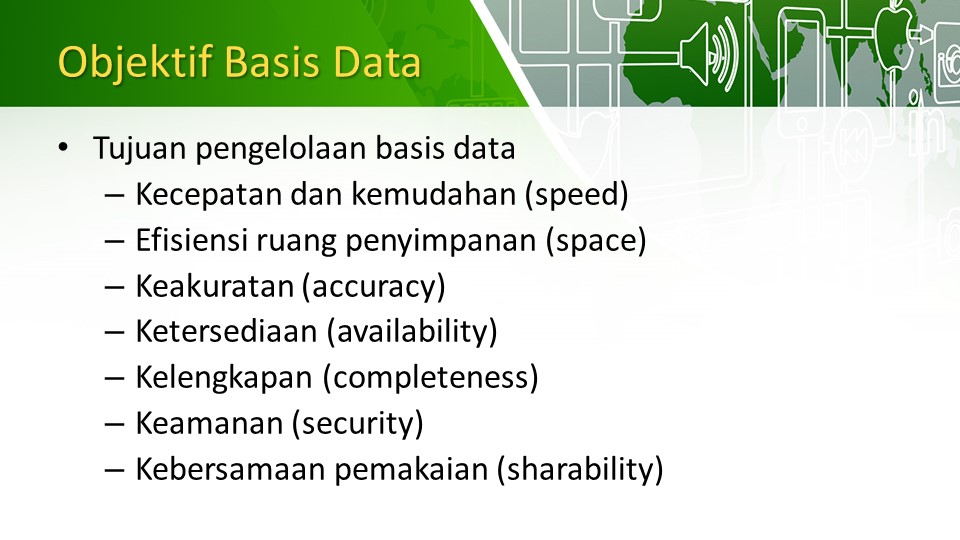 Objektif Basis Data
• Tujuan pengelolaan basis data
– Kecepatan dan kemudahan (speed)
– Efisiensi ruang penyimpanan (space)
– Keakuratan (accuracy)
– Ketersediaan (availability)
– Kelengkapan (completeness)
– Keamanan (security)
– Kebersamaan pemakaian (sharability)